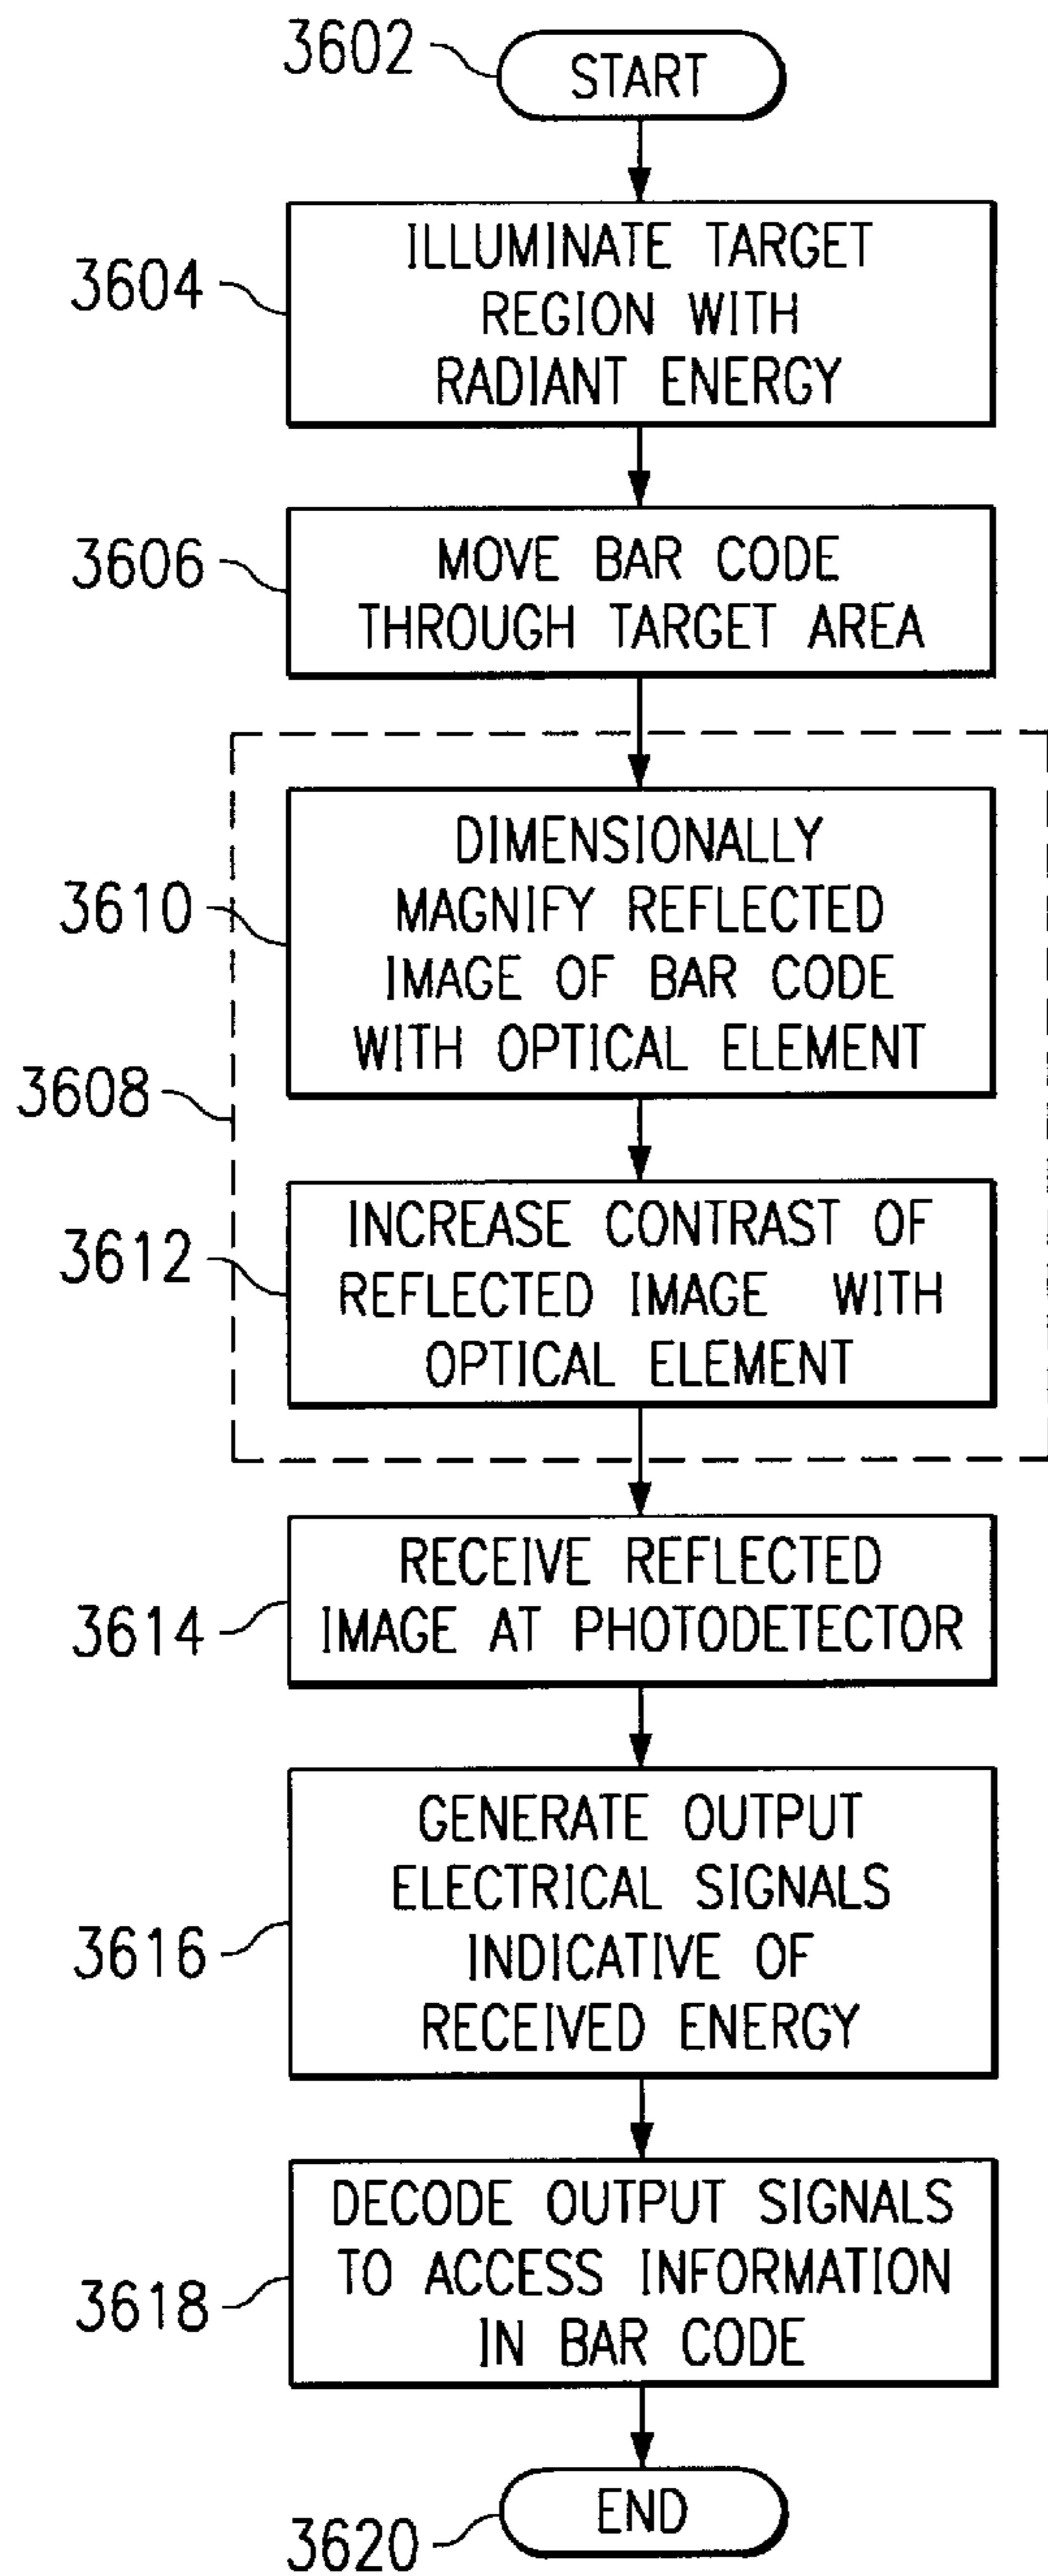 3602
START
3604
ILLUMINATE TARGET
REGION WITH
RADIANT ENERGY
3606
MOVE BAR CODE
THROUGH TARGET AREA
3608
3610
DIMENSIONALLY
MAGNIFY REFLECTED
IMAGE OF BAR CODE
WITH OPTICAL ELEMENT
3612
INCREASE CONTRAST OF
REFLECTED IMAGE WITH
OPTICAL ELEMENT
3614
RECEIVE REFLECTED
IMAGE AT PHOTODETECTOR
3616
GENERATE OUTPUT
ELECTRICAL SIGNALS
INDICATIVE OF
RECEIVED ENERGY
3618
DECODE OUTPUT SIGNALS
TO ACCESS INFORMATION
IN BAR CODE
3620
END